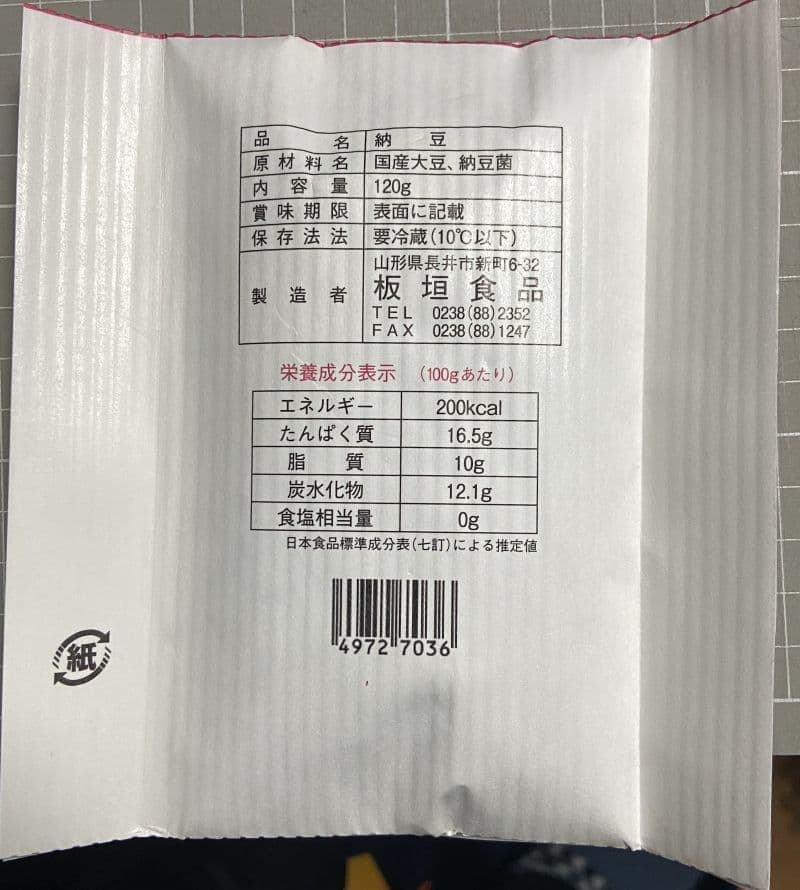 品名 納豆
原材料名 国産大豆、納豆菌
内容量 120g
賞味期限 表面に記載
保存法法 要冷蔵(10℃以下)
製造者 山形県長井市新町6-32
板垣食品
TEL 0238(88)2352
FAX 0238(88)1247
栄養成分表示 (100gあたり)
エネルギー 200kcal
たんぱく質 16.5g
脂質 10g
炭水化物 12.1g
食塩相当量 0g
日本食品標準成分表(七訂)による推定値
4972 7036
紙